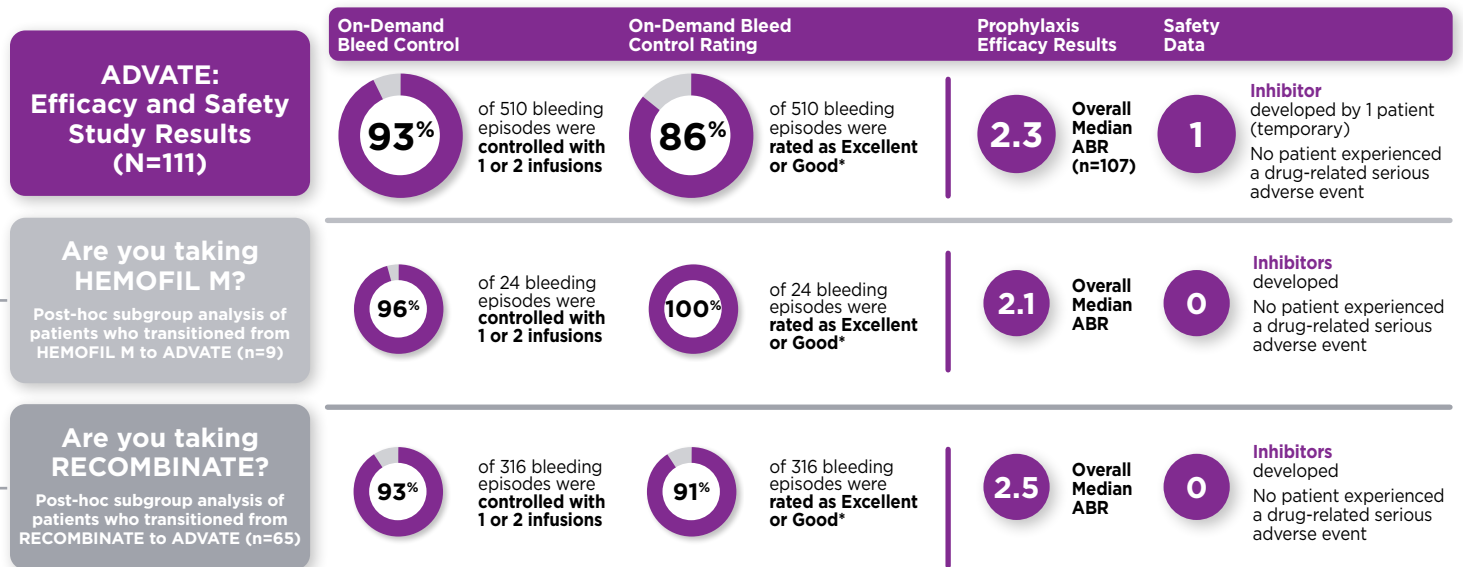 On-Demand
Bleed Control
On-Demand Bleed
Control Rating
Prophylaxis
Efficacy Results
Safety
Data
ADVATE:
Efficacy and Safety
Study Results
(N=111)
93%
of 510 bleeding
episodes were
controlled with
1 or 2 infusions
86%
of 510 bleeding
episodes were
rated as Excellent
or Good*
2.3
Overall
Median
ABR
(n=107)
1
Inhibitor
developed by 1 patient
(temporary)
No patient experienced
a drug-related serious
adverse event
Are you taking
HEMOFIL M?
Post-hoc subgroup analysis of
patients who transitioned from
HEMOFIL M to ADVATE (n=9)
96%
of 24 bleeding
episodes were
controlled with
1 or 2 infusions
100%
of 24 bleeding
episodes were
rated as Excellent
or Good*
2.1
Overall
Median
ABR
0
Inhibitors
developed
No patient experienced
a drug-related serious
adverse event
Are you taking
RECOMBINATE?
Post-hoc subgroup analysis of
patients who transitioned from
RECOMBINATE to ADVATE (n=65)
93%
of 316 bleeding
episodes were
controlled with
1 or 2 infusions
91%
of 316 bleeding
episodes were
rated as Excellent
or Good*
2.5
Overall
Median
ABR
0
Inhibitors
developed
No patient experienced
a drug-related serious
adverse event